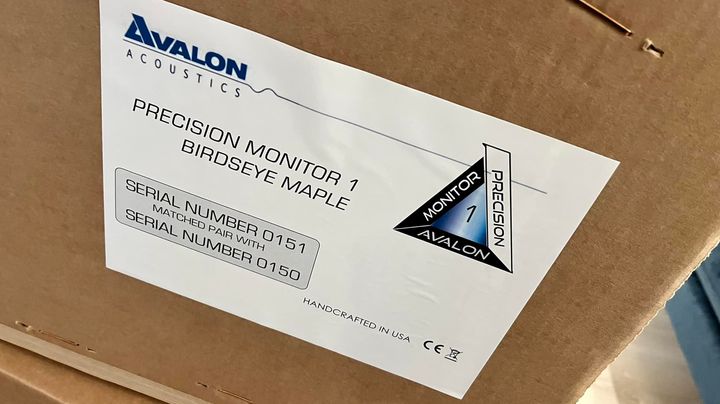 AVALON
ACOUSTICS
PRECISION MONITOR 1
BIRDSEYE MAPLE
SERIAL NUMBER 0151
MATCHED PAIR WITH
SERIAL NUMBER 0150
MONITOR
PRECISION
1
AVALON
HANDCRAFTED IN USA
CE